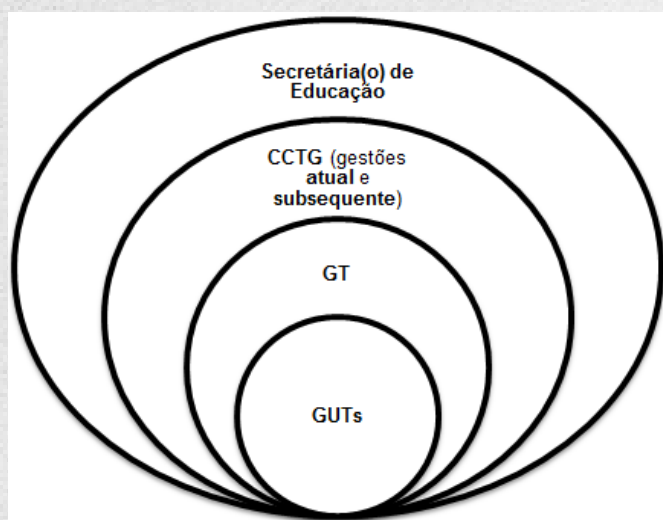 Secretária(o) de
Educação
CCTG (gestões
atual e
subsequente)
GT
GUTs